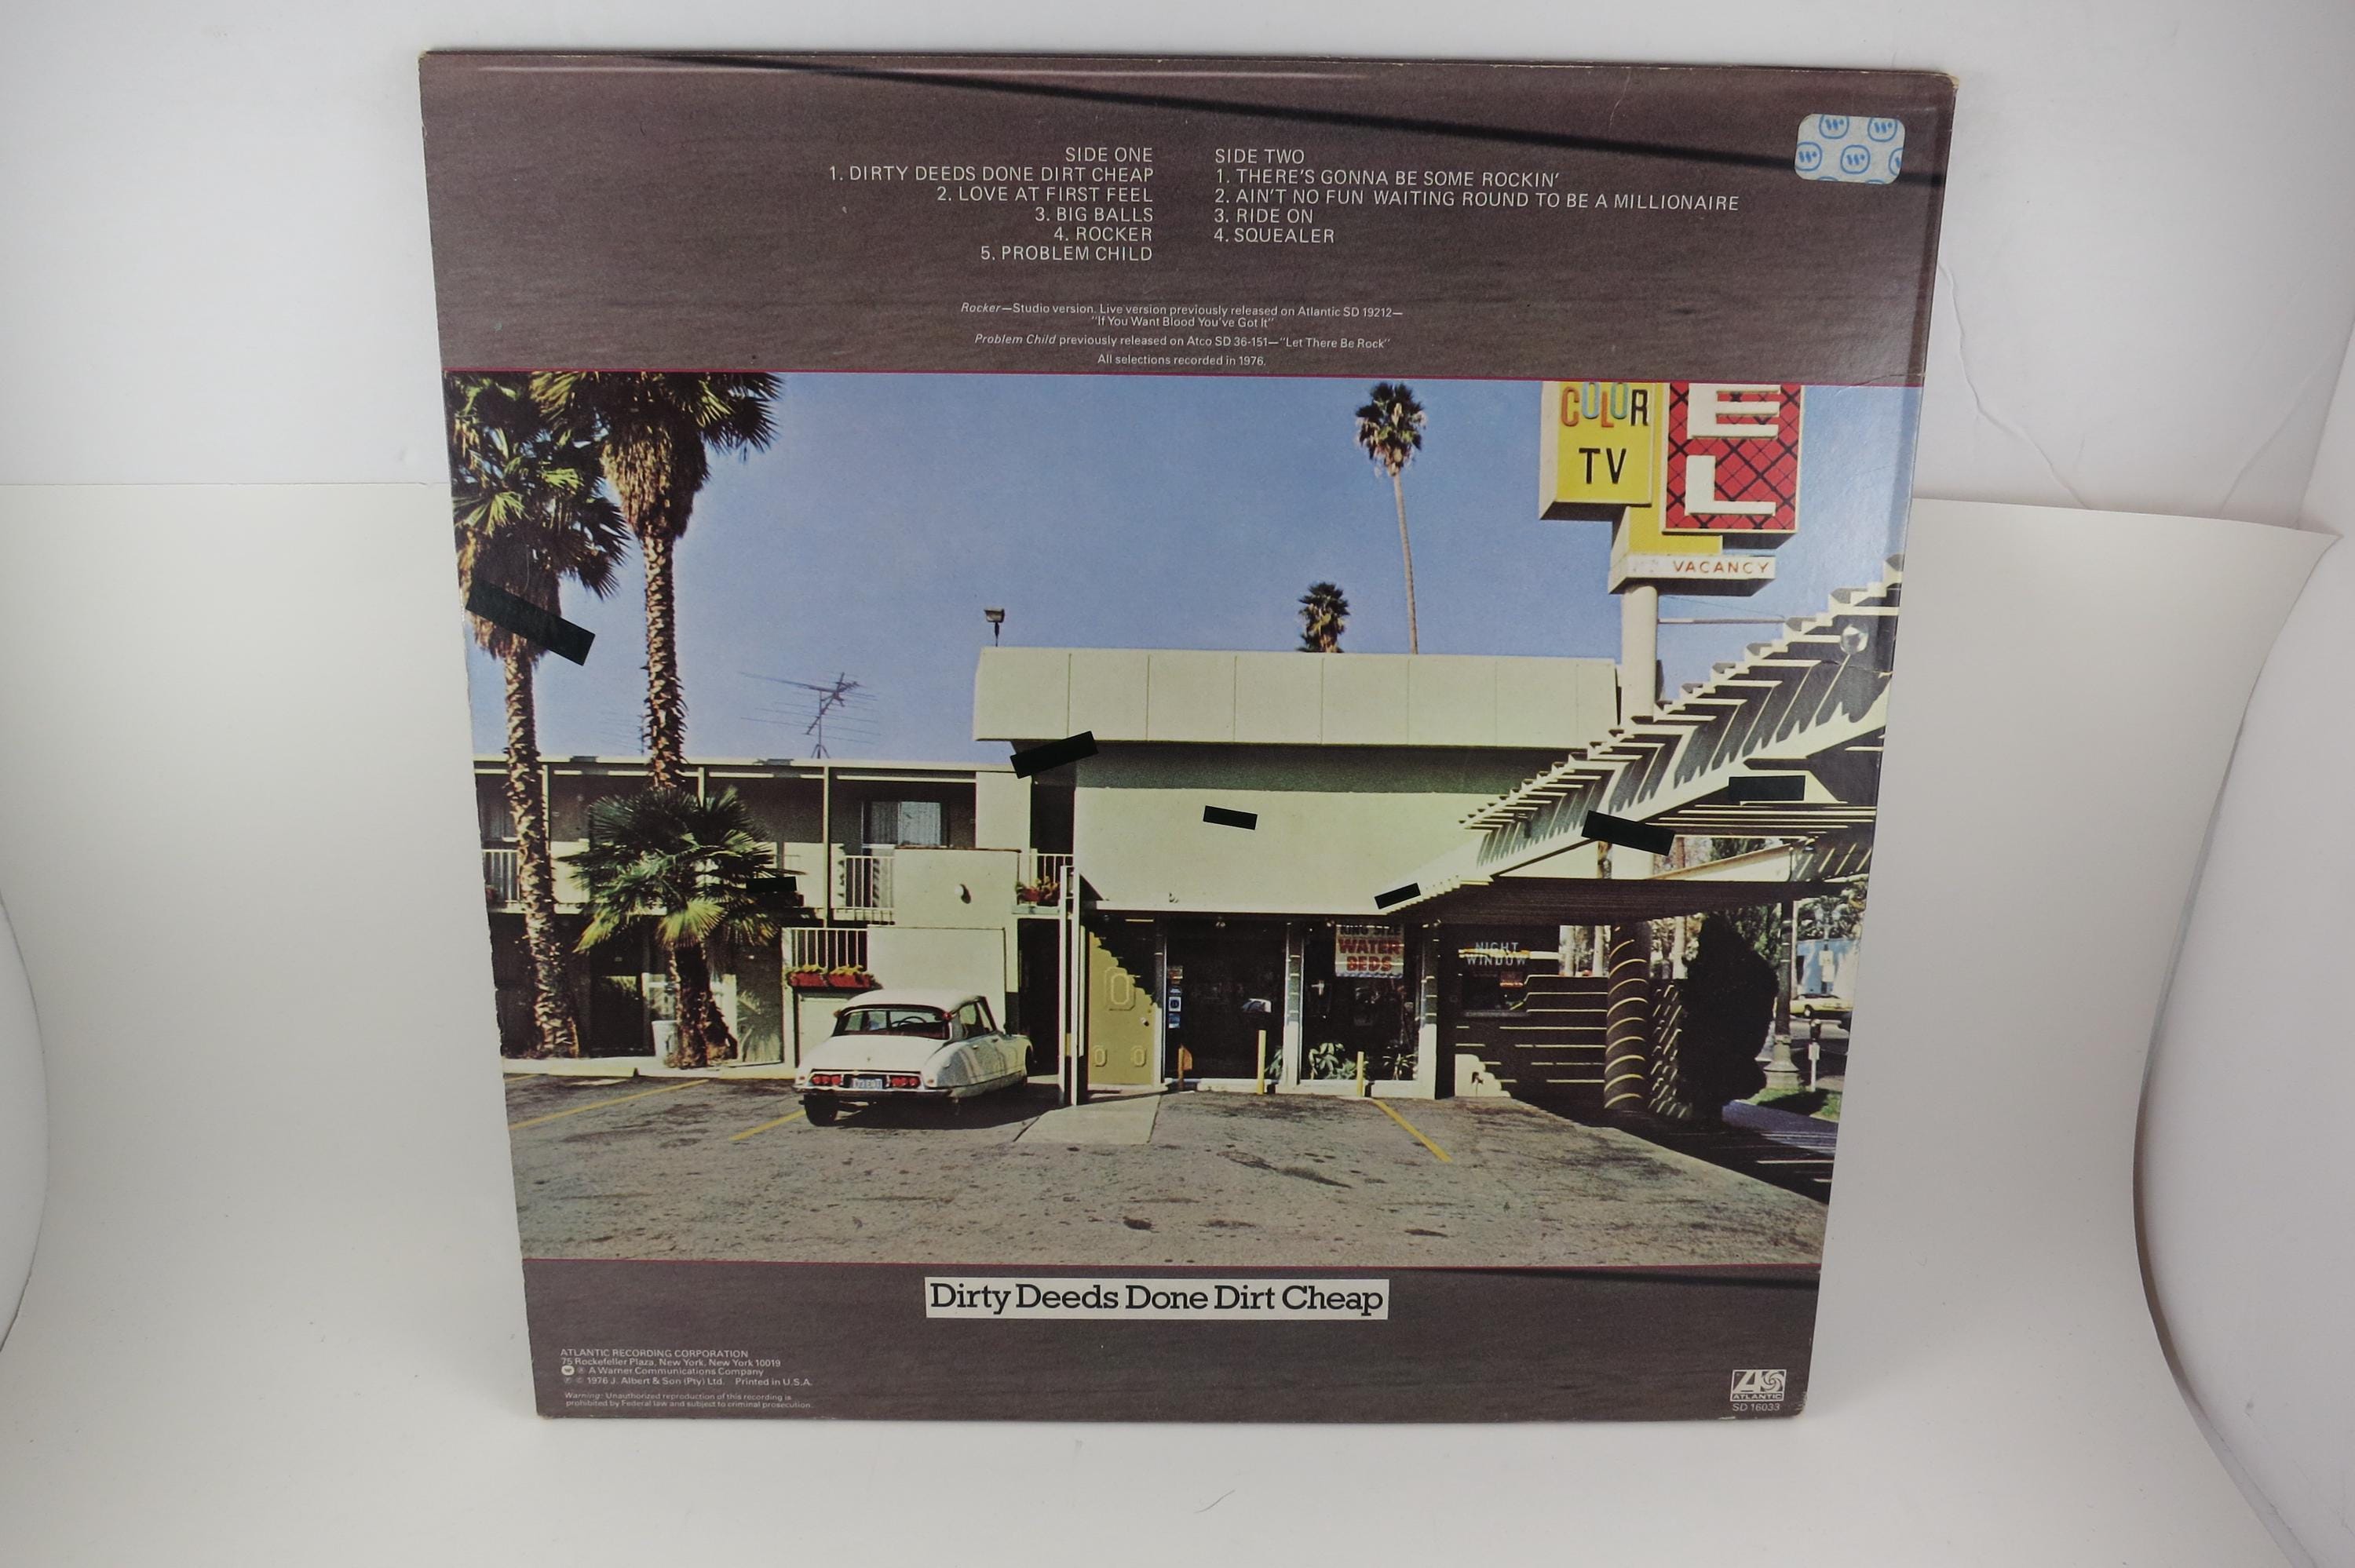 SIDE ONE
1. DIRTY DEEDS DONE DIRT CHEAP
2. LOVE AT FIRST FEEL
3. BIG BALLS
4. ROCKER
5. PROBLEM CHILD
SIDE TWO
1. THERE'S GONNA BE SOME ROCKIN'
2. AIN'T NO FUN WAITING ROUND TO BE A MILLIONAIRE
3. RIDE ON
4. SQUEALER
Rocker—Studio version. Live version previously released on Atlantic SD 19212—
"If You Want Blood You've Got It"
Problem Child previously released on Atco SD 36-151—"Let There Be Rock"
All selections recorded in 1976.
COLOR
TV
E
L
VACANCY
WATER
BEDS
NIGHT
WINDOW
Dirty Deeds Done Dirt Cheap
ATLANTIC RECORDING CORPORATION
75 Rockefeller Plaza, New York, New York 10019
A Warner Communications Company
℗ © 1976 J. Albert & Son (Pty) Ltd. Printed in U.S.A.
Warning: Unauthorized reproduction of this recording is
prohibited by Federal law and subject to criminal prosecution.
ATLANTIC
SD 16033